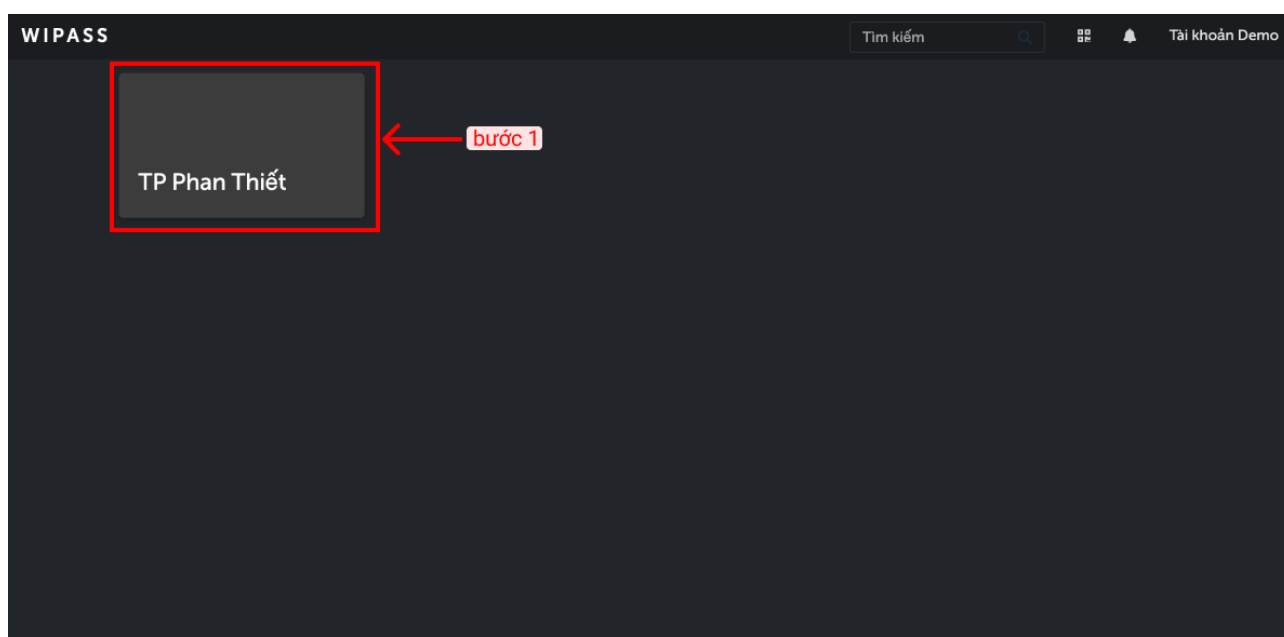 WIPASS
Tìm kiếm
Tài khoản Demo
bước 1
TP Phan Thiết